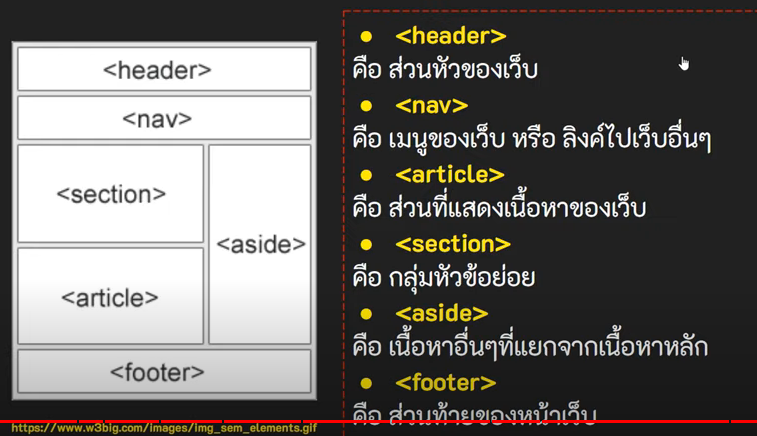 <header>
<nav>
<section>
<aside>
<article>
<footer>
https://www.w3big.com/images/img_sem_elements.gif
● <header>
คือ ส่วนหัวของเว็บ
● <nav>
คือ เมนูของเว็บ หรือ ลิงค์ไปเว็บอื่นๆ
● <article>
คือ ส่วนที่แสดงเนื้อหาของเว็บ
● <section>
คือ กลุ่มหัวข้อย่อย
● <aside>
คือ เนื้อหาอื่นๆที่แยกจากเนื้อหาหลัก
● <footer>
คือ ส่วนท้ายของหน้าเว็บ